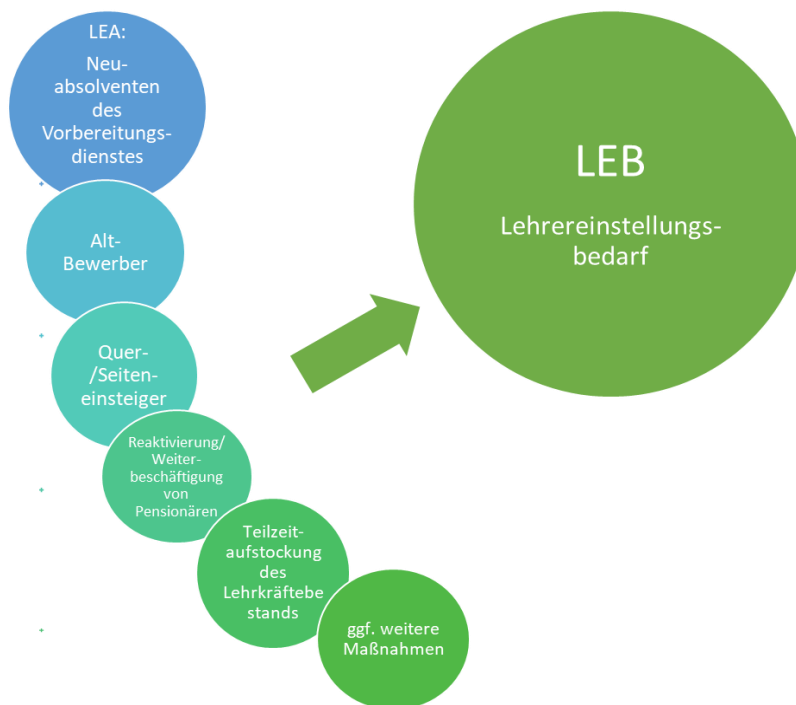 LEA:
Neu-
absolventen
des
Vorbereitungs-
dienstes
Alt-
Bewerber
Quer-
/Seiten-
einsteiger
Reaktivierung/
Weiter-
beschäftigung
von
Pensionären
Teilzeit-
aufstockung
des
Lehrkräftebe
stands
ggf. weitere
Maßnahmen
LEB
Lehrereinstellungs-
bedarf